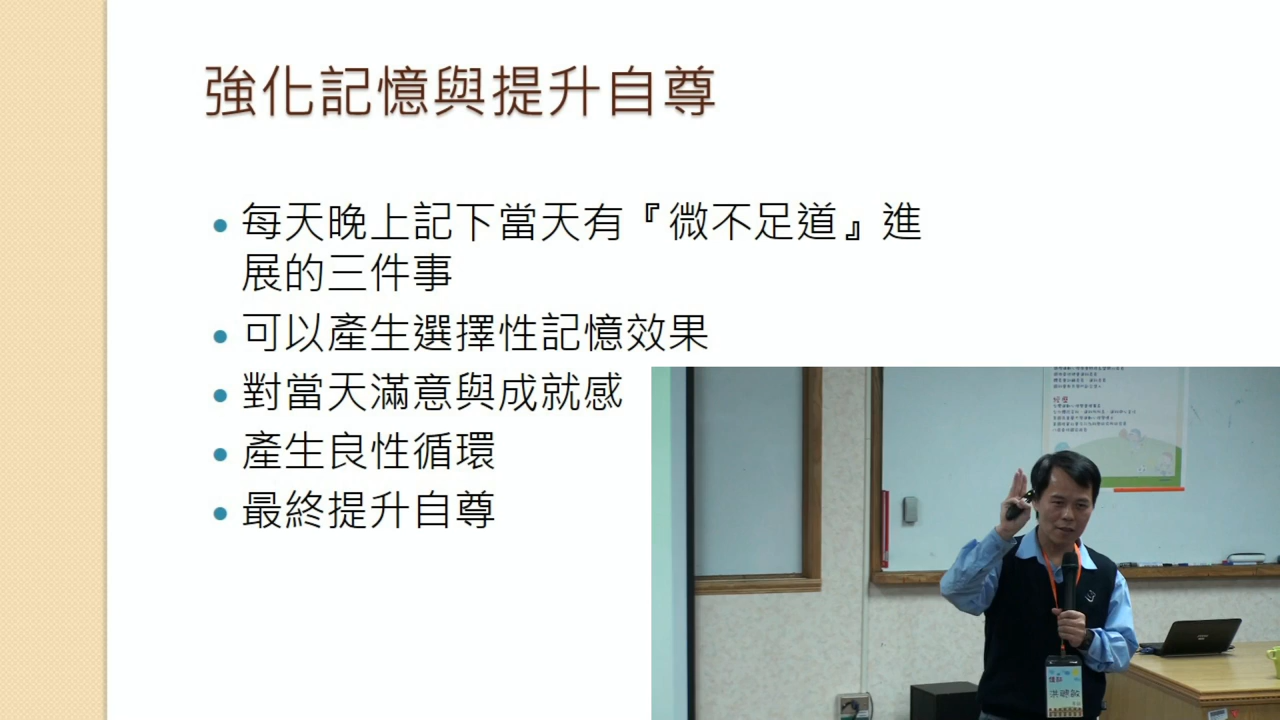 強化記憶與提升自尊
每天晚上記下當天有『微不足道』進
展的三件事
可以產生選擇性記憶效果
對當天滿意與成就感
產生良性循環
最終提升自尊